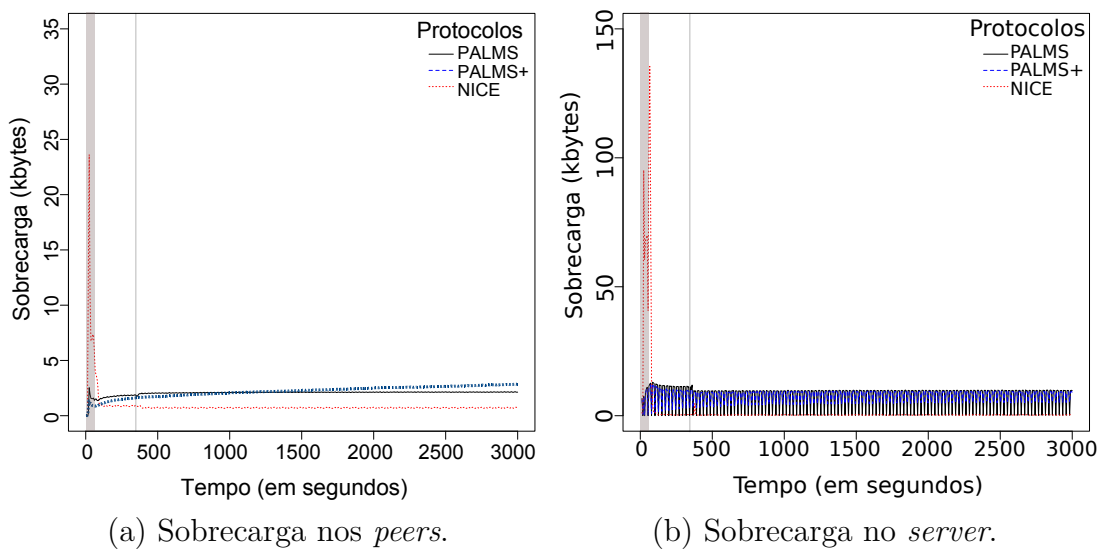 Protocolos
PALMS
PALMS+
NICE
Sobrecarga (kbytes)
35
30
25
20
15
10
5
0
0 500 1000 1500 2000 2500 3000
Tempo (em segundos)
(a) Sobrecarga nos peers.
Protocolos
PALMS
PALMS+
NICE
Sobrecarga (kbytes)
150
100
50
0
0 500 1000 1500 2000 2500 3000
Tempo (em segundos)
(b) Sobrecarga no server.